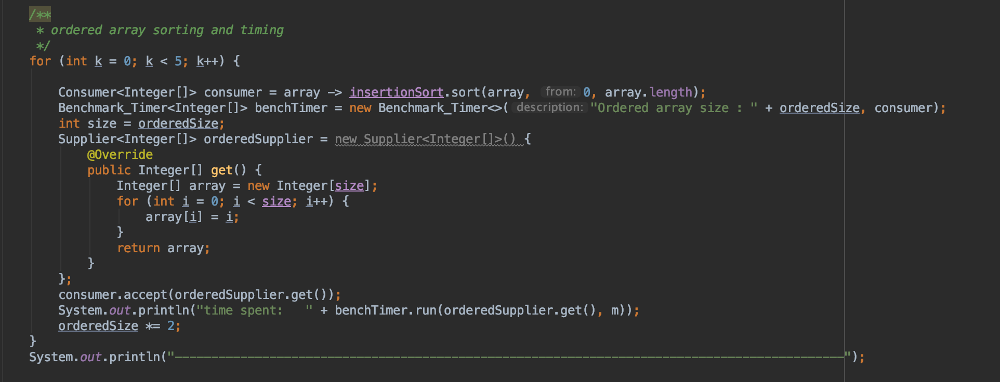 /**
 * ordered array sorting and timing
 */
for (int k = 0; k < 5; k++) {
    Consumer<Integer[]> consumer = array -> insertionSort.sort(array, from: 0, array.length);
    Benchmark_Timer<Integer[]> benchTimer = new Benchmark_Timer<>( description: "Ordered array size : " + orderedSize, consumer);
    int size = orderedSize;
    Supplier<Integer[]> orderedSupplier = new Supplier<Integer[]>() {
        @Override
        public Integer[] get() {
            Integer[] array = new Integer[size];
            for (int i = 0; i < size; i++) {
                array[i] = i;
            }
            return array;
        }
    };
    consumer.accept(orderedSupplier.get());
    System.out.println("time spent:   " + benchTimer.run(orderedSupplier.get(), m));
    orderedSize *= 2;
}
System.out.println("--------------------------------------------------------------------------------------------");